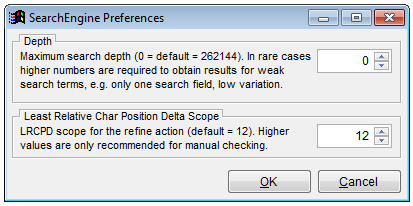 SearchEngine Preferences
Depth
Maximum search depth (0 = default = 262144). In rare cases
higher numbers are required to obtain results for weak
search terms, e.g. only one search field, low variation.
0
Least Relative Char Position Delta Scope
LRCPD scope for the refine action (default = 12). Higher
values are only recommended for manual checking.
12
OK
Cancel